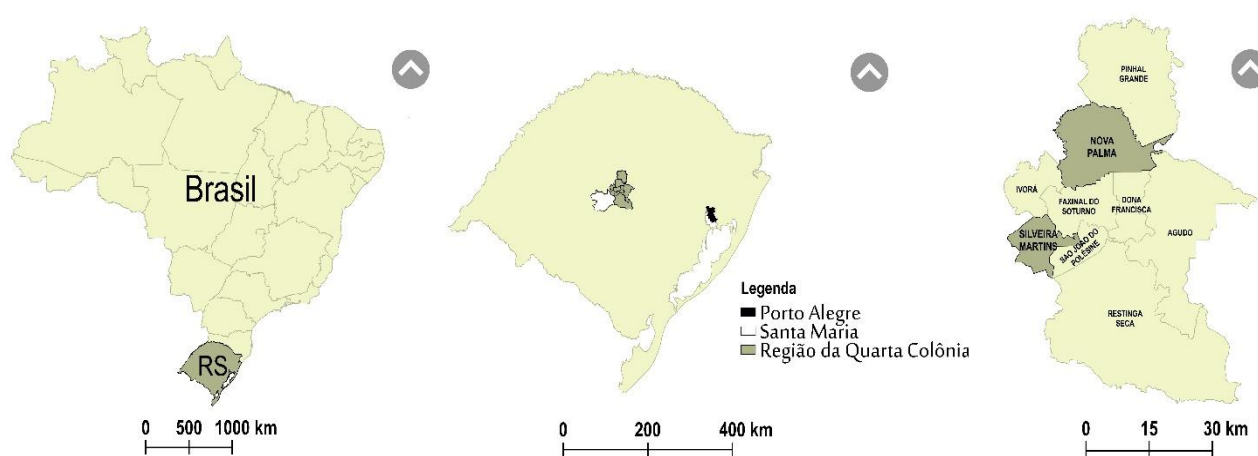 Brasil
RS
0 500 1000 km
Legenda
Porto Alegre
Santa Maria
Região da Quarta Colônia
0 200 400 km
PINHAL
GRANDE
NOVA
PALMA
IVORÁ
FAXINAL DO
SOTURNO
DONA
FRANCISCA
SILVEIRA
MARTINS
SÃO JOÃO DO
POLÊSINE
AGUDO
RESTINGA
SECA
0 15 30 km